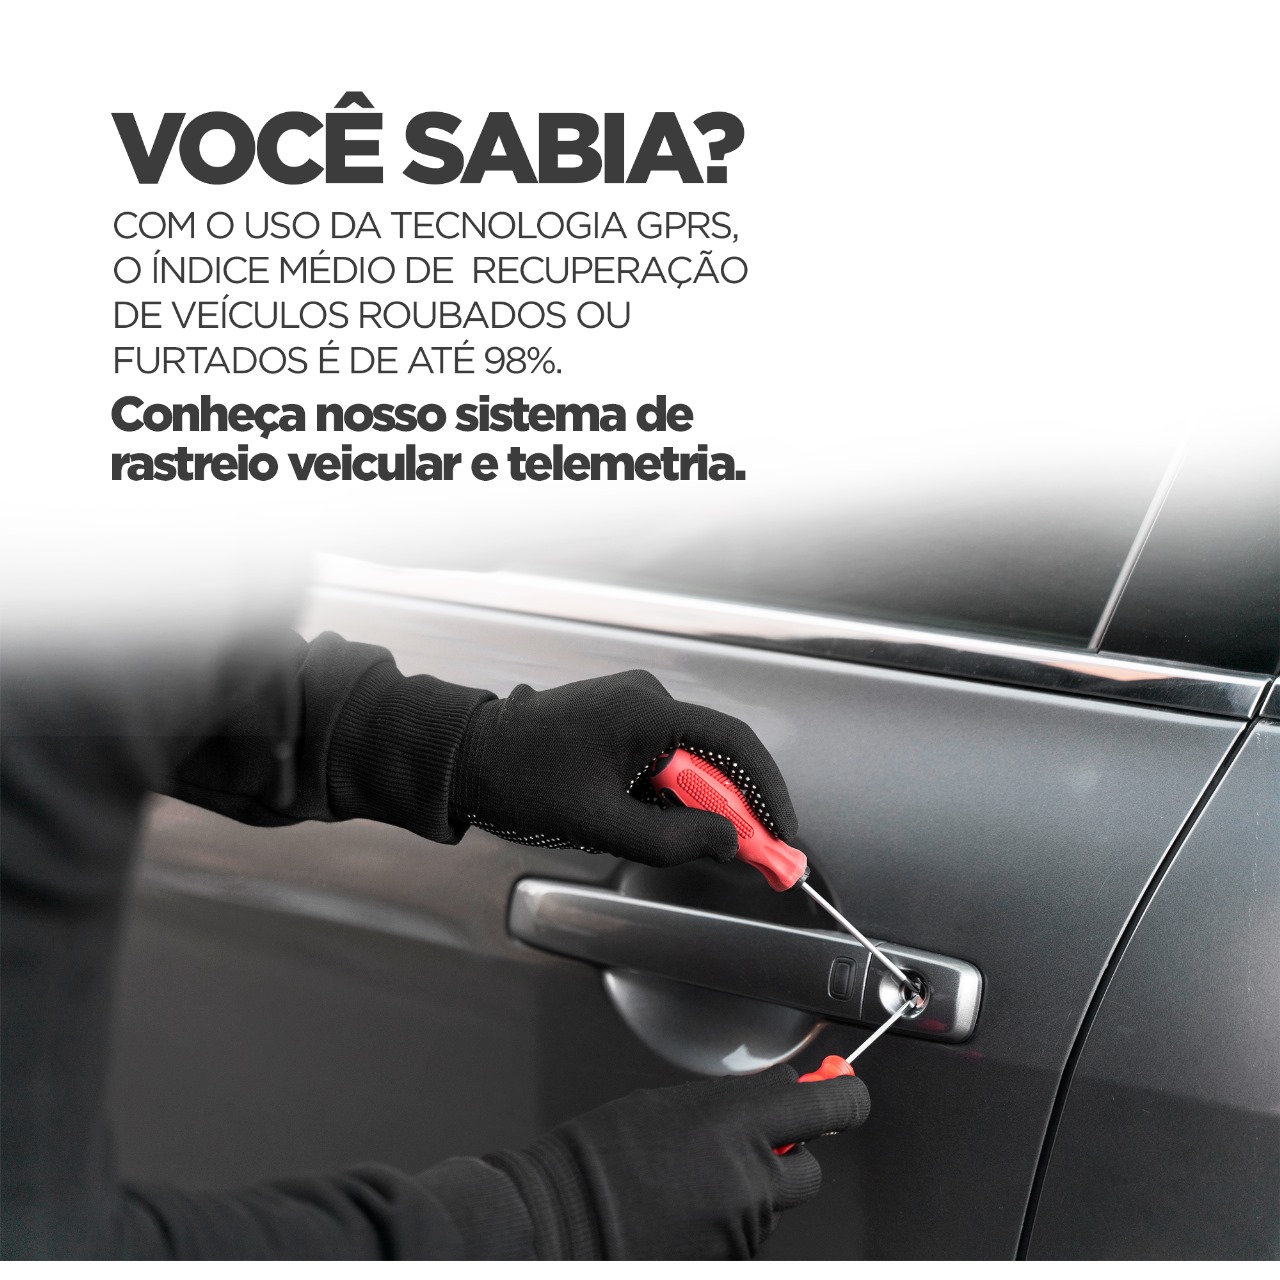 VOCÊ SABIA?
COM O USO DA TECNOLOGIA GPRS,
O ÍNDICE MÉDIO DE RECUPERAÇÃO
DE VEÍCULOS ROUBADOS OU
FURTADOS É DE ATÉ 98%.
Conheça nosso sistema de
rastreio veicular e telemetria.